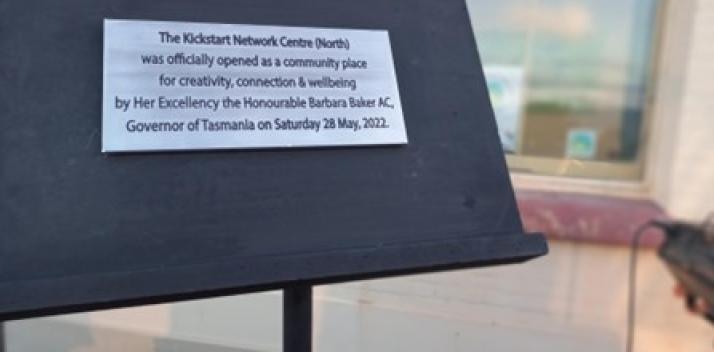 The Kickstart Network Centre (North)
was officially opened as a community place
for creativity, connection & wellbeing
by Her Excellency the Honourable Barbara Baker AC,
Governor of Tasmania on Saturday 28 May, 2022.